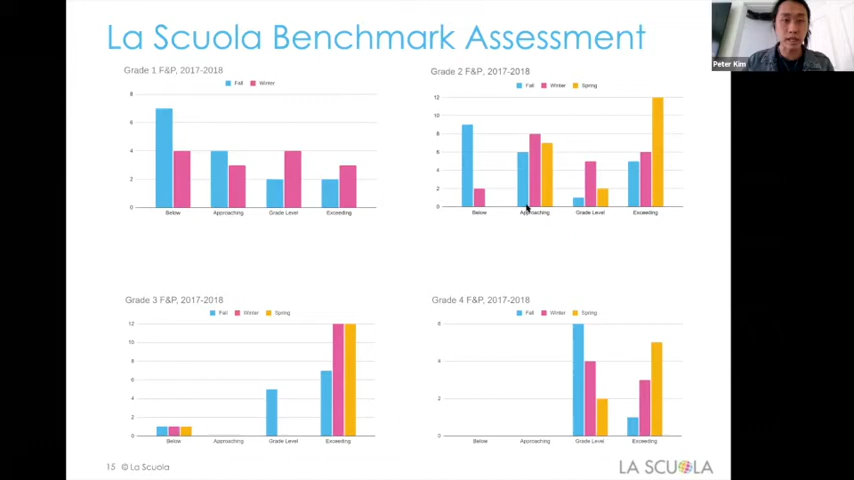 La Scuola Benchmark Assessment
Peter Kim
Grade 1 F&P, 2017-2018
Fall Winter
8
6
4
2
0
Below Approaching Grade Level Exceeding
Grade 2 F&P, 2017-2018
Fall Winter Spring
12
10
8
6
4
2
0
Below Approaching Grade Level Exceeding
Grade 3 F&P, 2017-2018
Fall Winter Spring
12
10
8
6
4
2
0
Below Approaching Grade Level Exceeding
Grade 4 F&P, 2017-2018
Fall Winter Spring
6
4
2
0
Below Approaching Grade Level Exceeding
15 © La Scuola
LA SCUOLA